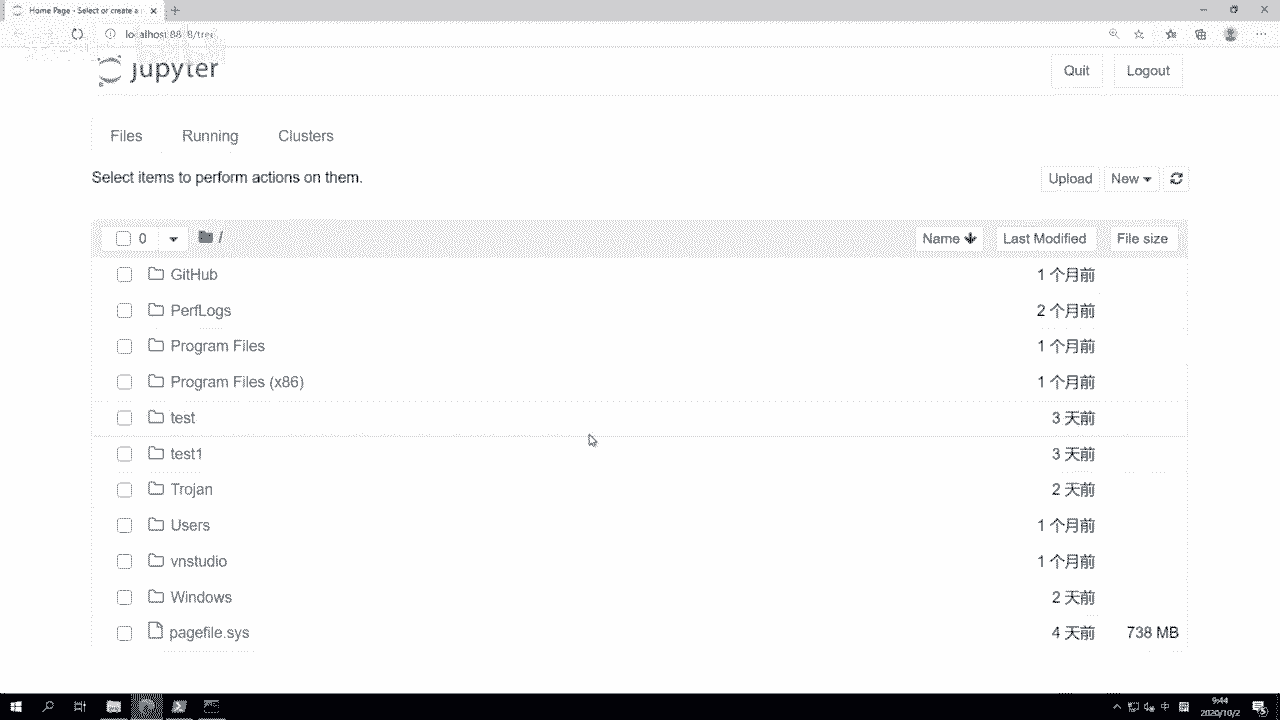 Home Page - Select or create a
jupyter
Quit
Logout
Files
Running
Clusters
Select items to perform actions on them.
Upload
New
0
/
Name
Last Modified
File size
GitHub
1 个月前
PerfLogs
2 个月前
Program Files
1 个月前
Program Files (x86)
1 个月前
test
3 天前
test1
3 天前
Trojan
2 天前
Users
1 个月前
vnstudio
1 个月前
Windows
2 天前
pagefile.sys
4 天前
738 MB
中
9:44
2020/10/2